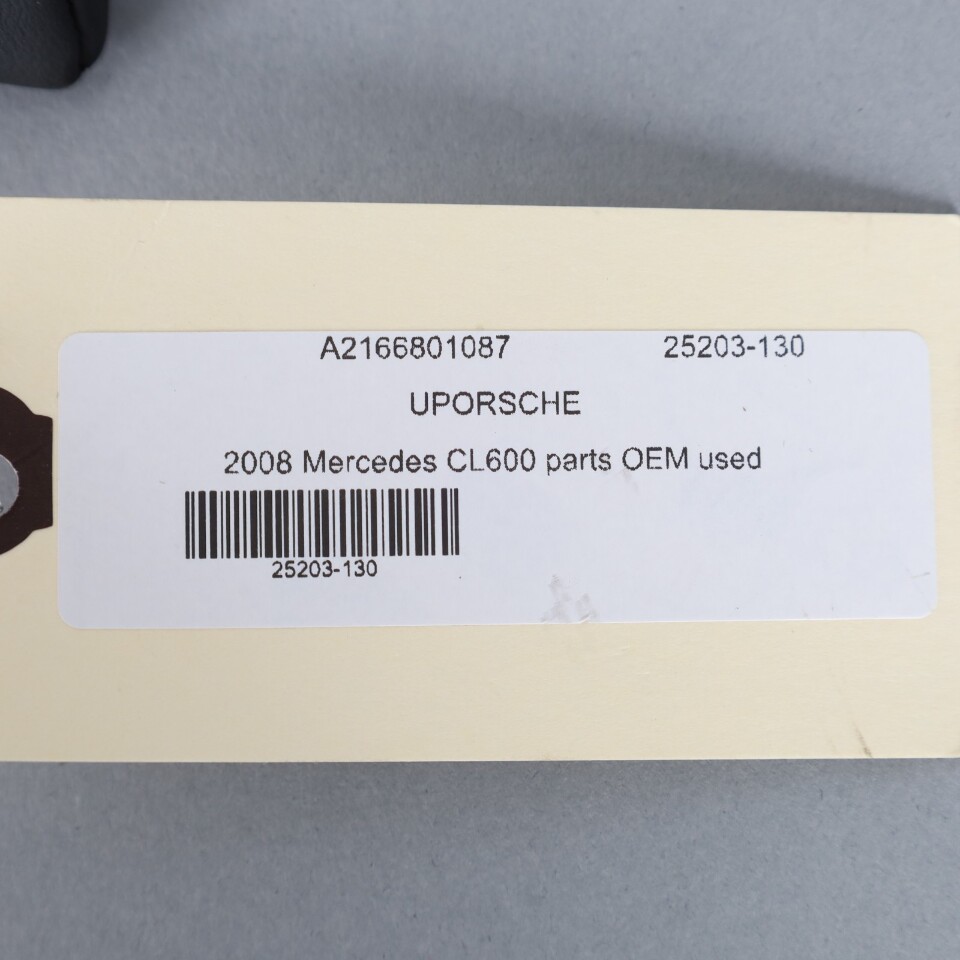 A2166801087 25203-130
UPORSCHE
2008 Mercedes CL600 parts OEM used
25203-130